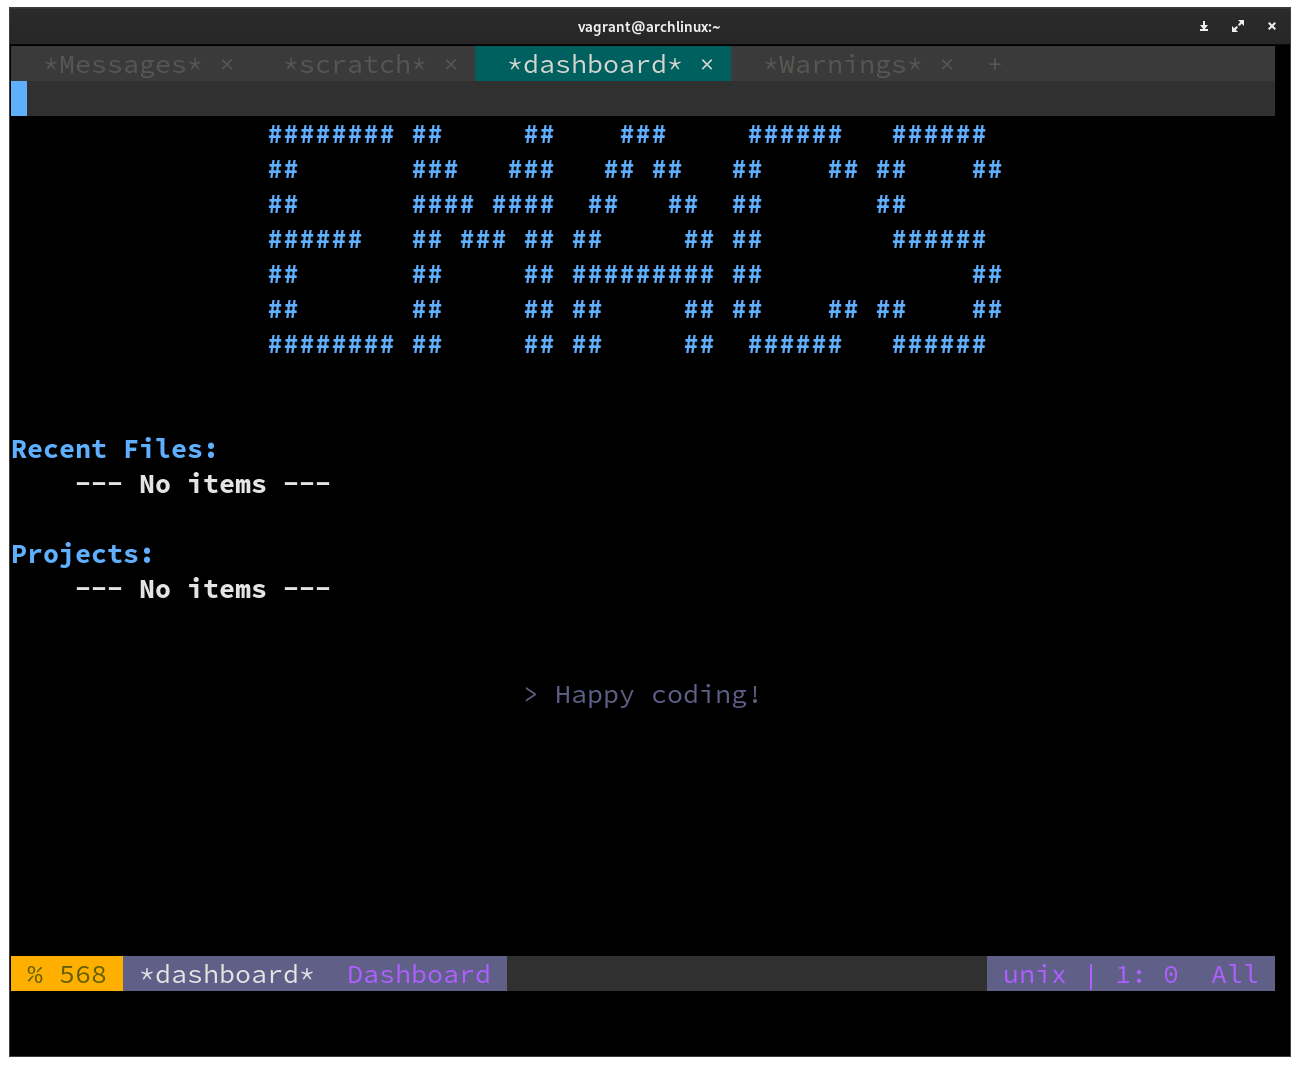 vagrant@archlinux:~
*Messages* × *scratch* × *dashboard* × *Warnings* × +
######## ##     ##    ###     ######   ######
##       ###   ###   ## ##   ##    ## ##    ##
##       #### ####  ##   ##  ##       ##
######   ## ### ## ##     ## ##        ######
##       ##     ## ######### ##             ##
##       ##     ## ##     ## ##    ## ##    ##
######## ##     ## ##     ##  ######   ######
Recent Files:
--- No items ---
Projects:
--- No items ---
> Happy coding!
% 568 *dashboard* Dashboard unix | 1: 0 All